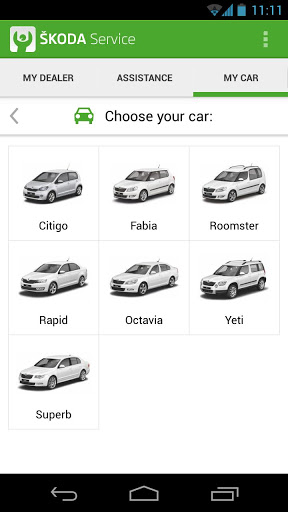 11:11
ŠKODA Service
MY DEALER ASSISTANCE MY CAR
Choose your car:
Citigo Fabia Roomster
Rapid Octavia Yeti
Superb